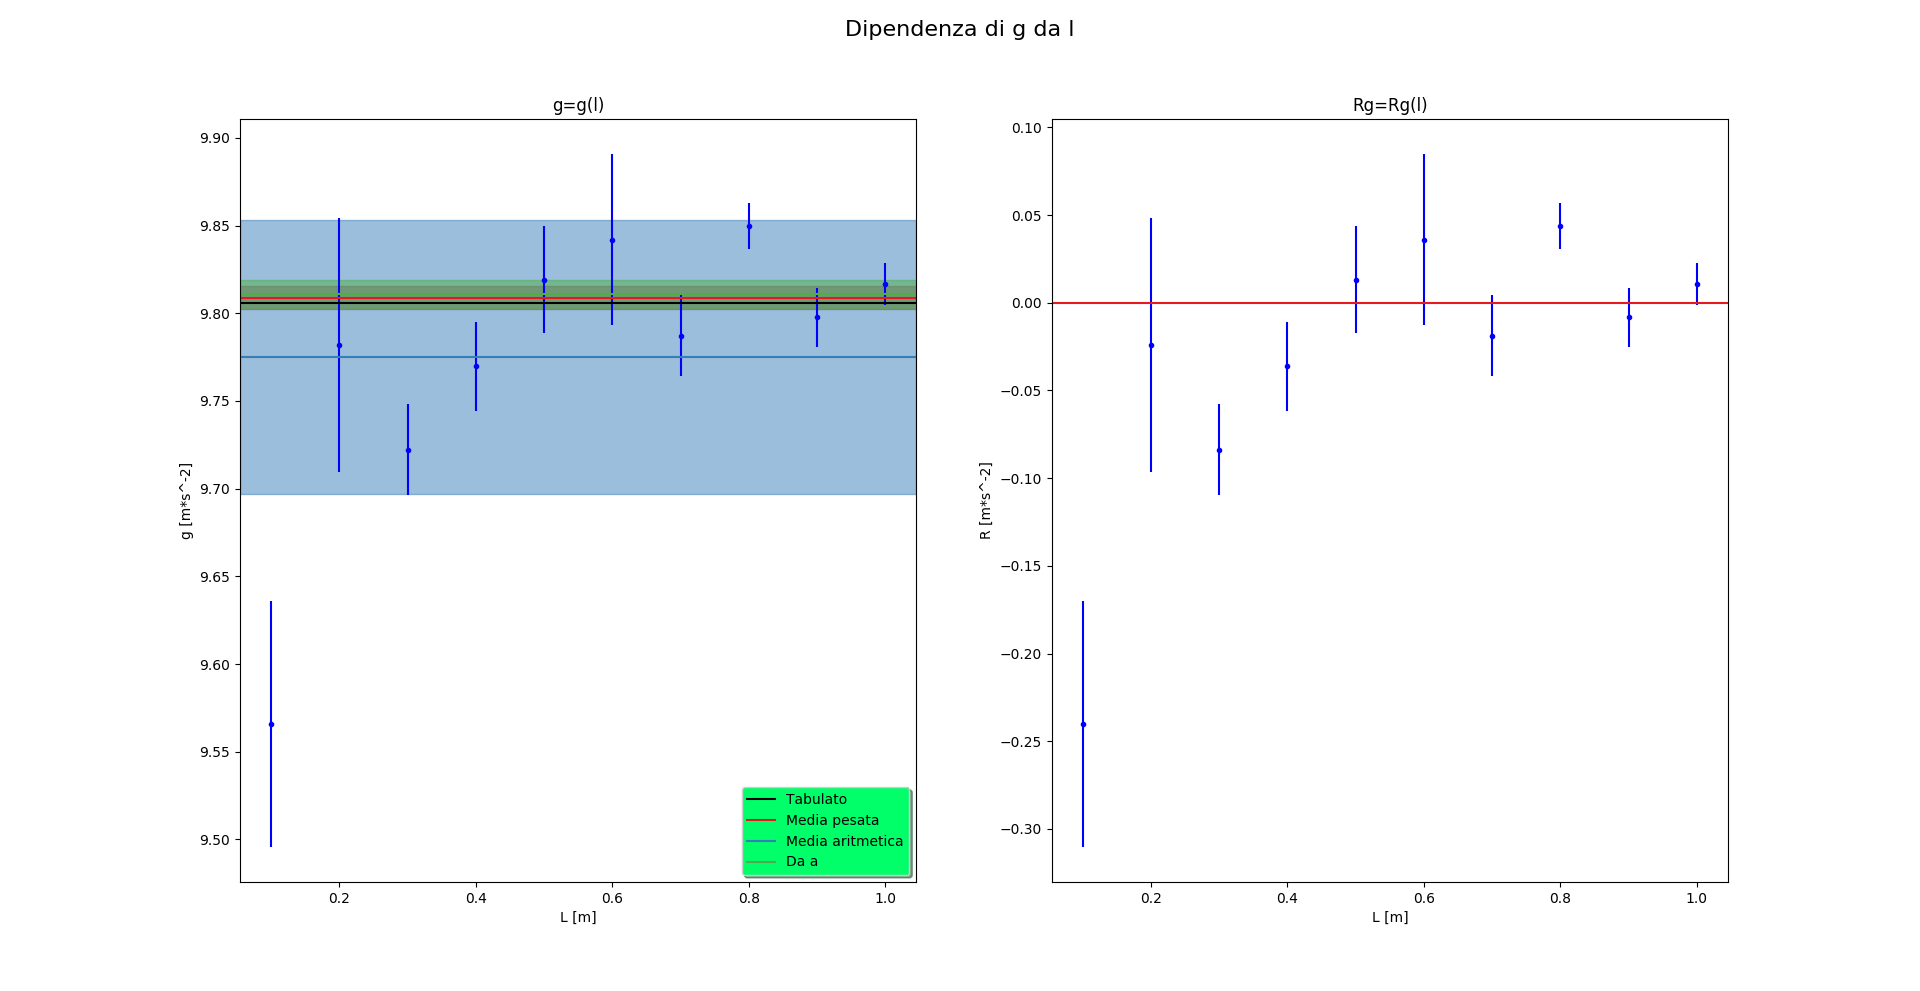 Dipendenza di g da l
g=g(l)
9.90
9.85
9.80
9.75
9.70
9.65
9.60
9.55
9.50
g [m*s^-2]
0.2
0.4
0.6
0.8
1.0
L [m]
Tabulato
Media pesata
Media aritmetica
Da a
Rg=Rg(l)
0.10
0.05
0.00
−0.05
−0.10
−0.15
−0.20
−0.25
−0.30
R [m*s^-2]
0.2
0.4
0.6
0.8
1.0
L [m]